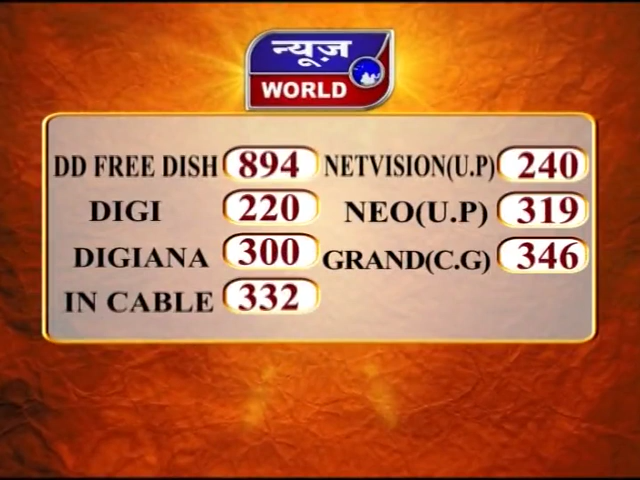 न्यूज़
WORLD
DD FREE DISH 894 NETVISION(U.P) 240
DIGI 220 NEO(U.P) 319
DIGIANA 300 GRAND(C.G) 346
IN CABLE 332